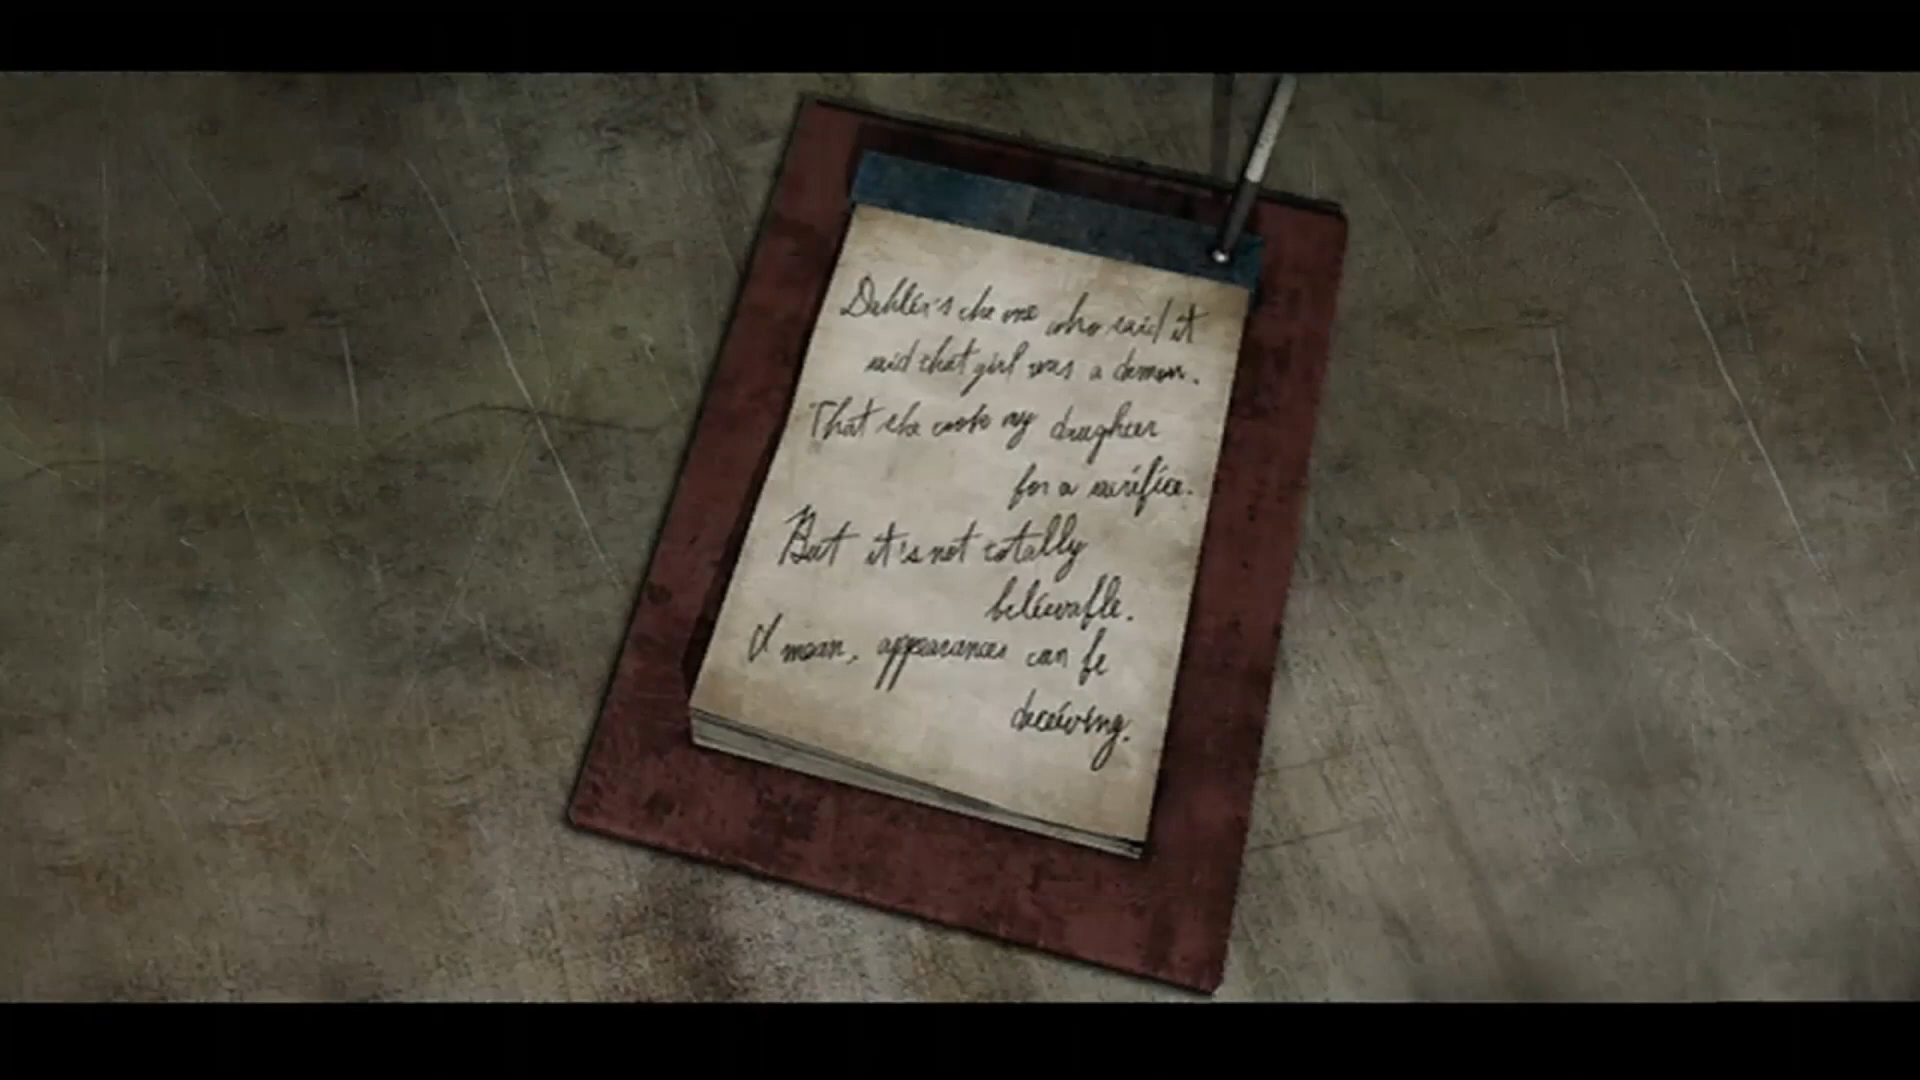 Dahlia's the one who said it
said that girl was a demon.
That she took my daughter
for a sacrifice.
But it's not totally
believable.
I mean, appearances can be
deceiving.